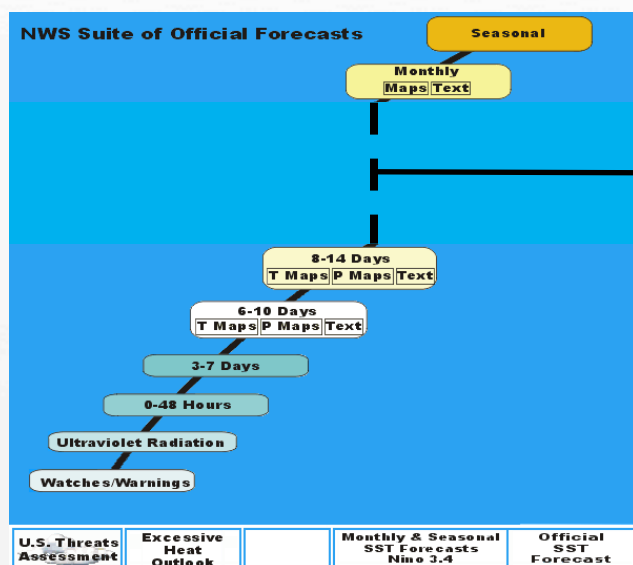 NWS Suite of Official Forecasts
Seasonal
Monthly
Maps Text
8-14 Days
T Maps P Maps Text
6-10 Days
T Maps P Maps Text
3-7 Days
0-48 Hours
Ultraviolet Radiation
Watches/Warnings
U.S. Threats
Assessment
Excessive
Heat
Outlook
Monthly & Seasonal
SST Forecasts
Nino 3.4
Official
SST
Forecast